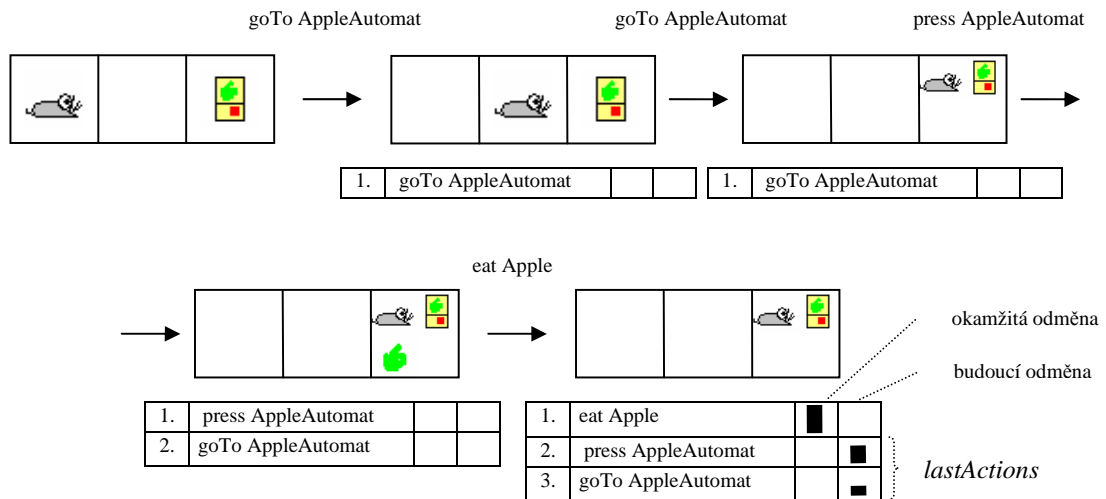 goTo AppleAutomat goTo AppleAutomat press AppleAutomat
1. goTo AppleAutomat 1. goTo AppleAutomat
eat Apple
okamžitá odměna
budoucí odměna
1. press AppleAutomat
2. goTo AppleAutomat
1. eat Apple
2. press AppleAutomat
3. goTo AppleAutomat
lastActions